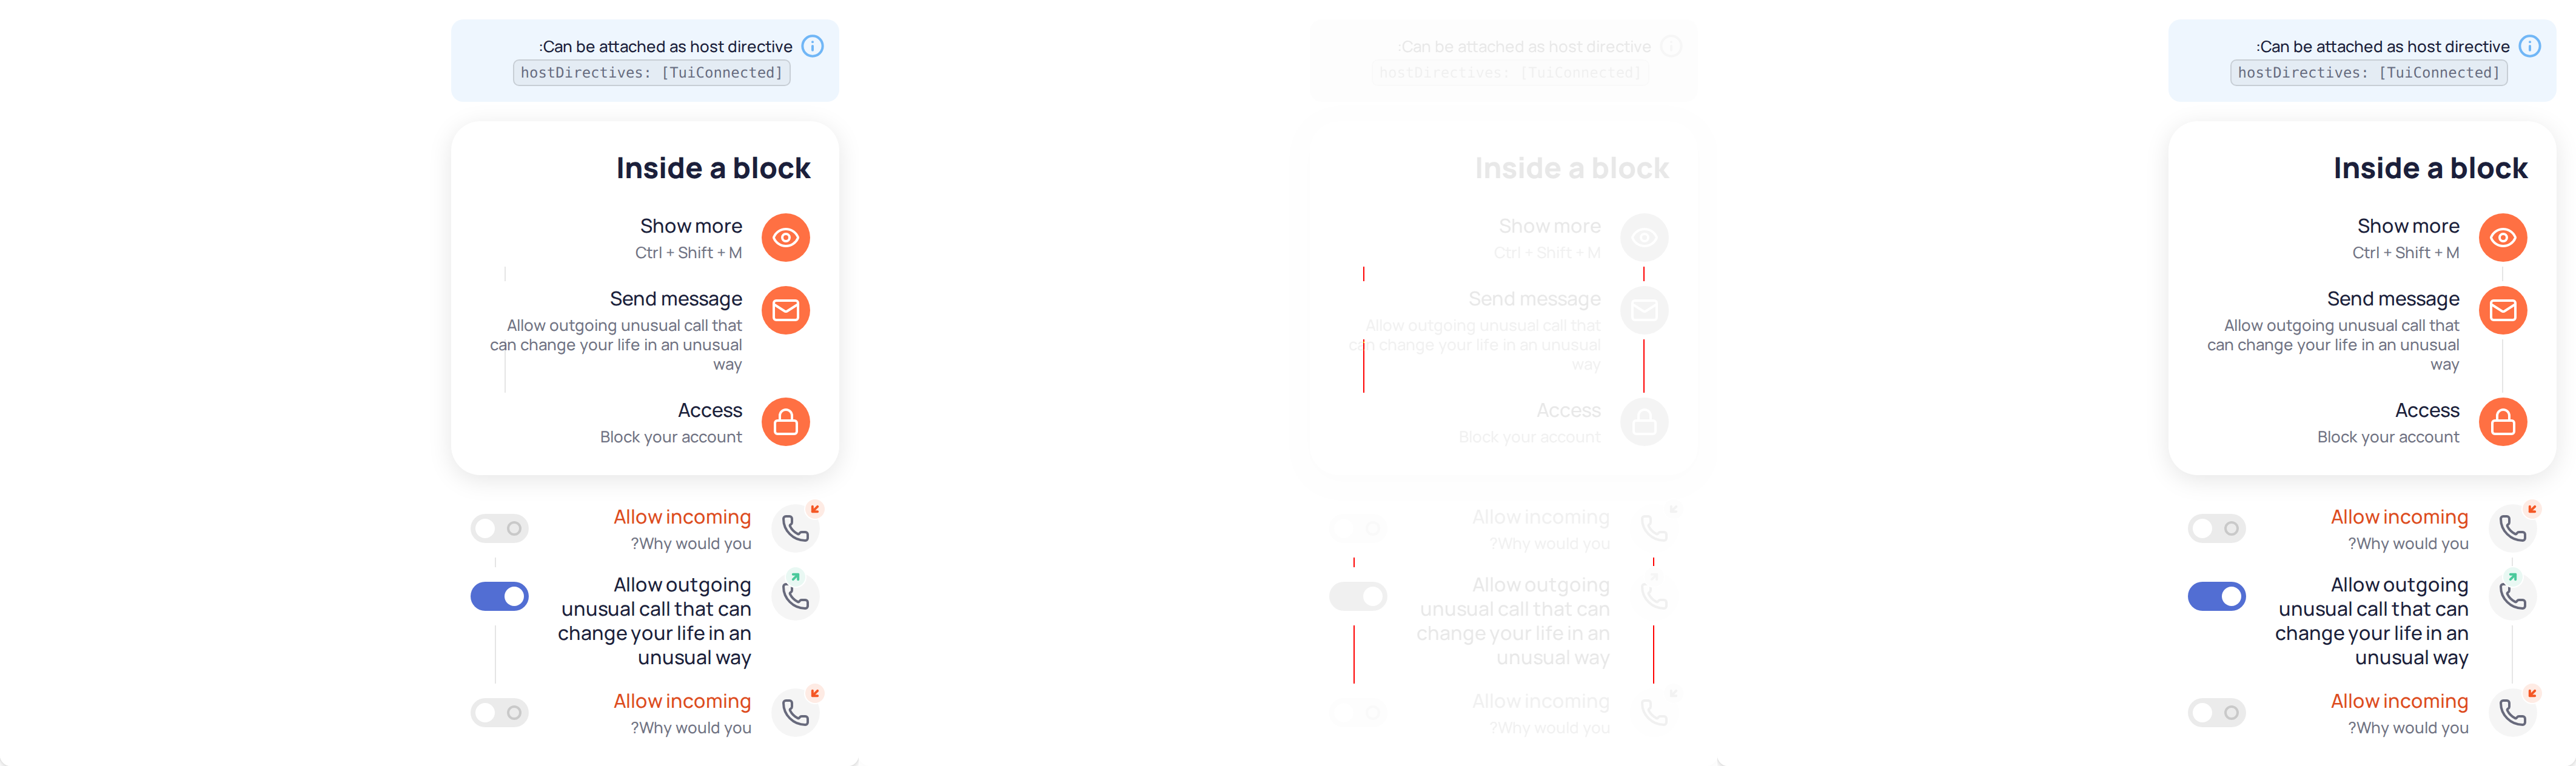 :Can be attached as host directive
hostDirectives: [TuiConnected]
Inside a block
Show more
Ctrl + Shift + M
Send message
Allow outgoing unusual call that
can change your life in an unusual
way
Access
Block your account
Allow incoming
?Why would you
Allow outgoing
unusual call that can
change your life in an
unusual way
Allow incoming
?Why would you
:Can be attached as host directive
hostDirectives: [TuiConnected]
Inside a block
Show more
Ctrl + Shift + M
Send message
Allow outgoing unusual call that
can change your life in an unusual
way
Access
Block your account
Allow incoming
?Why would you
Allow outgoing
unusual call that can
change your life in an
unusual way
Allow incoming
?Why would you
:Can be attached as host directive
hostDirectives: [TuiConnected]
Inside a block
Show more
Ctrl + Shift + M
Send message
Allow outgoing unusual call that
can change your life in an unusual
way
Access
Block your account
Allow incoming
?Why would you
Allow outgoing
unusual call that can
change your life in an
unusual way
Allow incoming
?Why would you